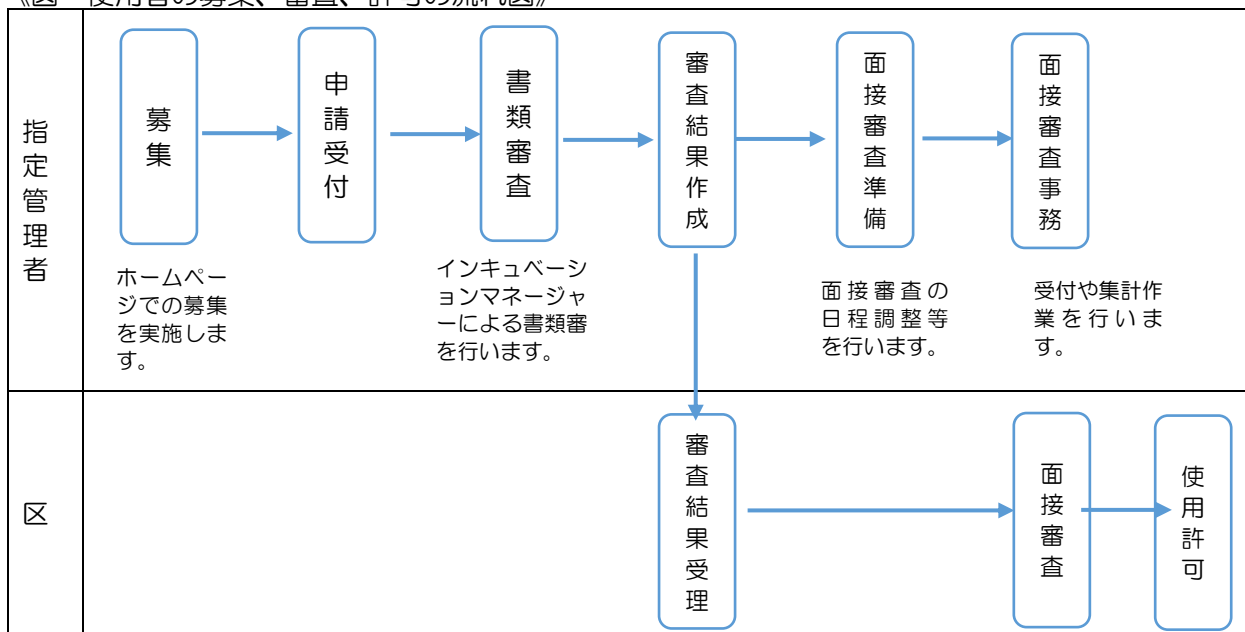 《図 使用者の募集、審査、許可の流れ図》
指定管理者
募集
申請受付
書類審査
審査結果作成
面接審査準備
面接審査事務
ホームペー
ジでの募集
を実施しま
す。
インキュベーシ
ョンマネージャ
ーによる書類審
を行います。
面接審査の
日程調整等
を行います。
受付や集計作
業を行いま
す。
区
審査結果受理
面接審査
使用許可